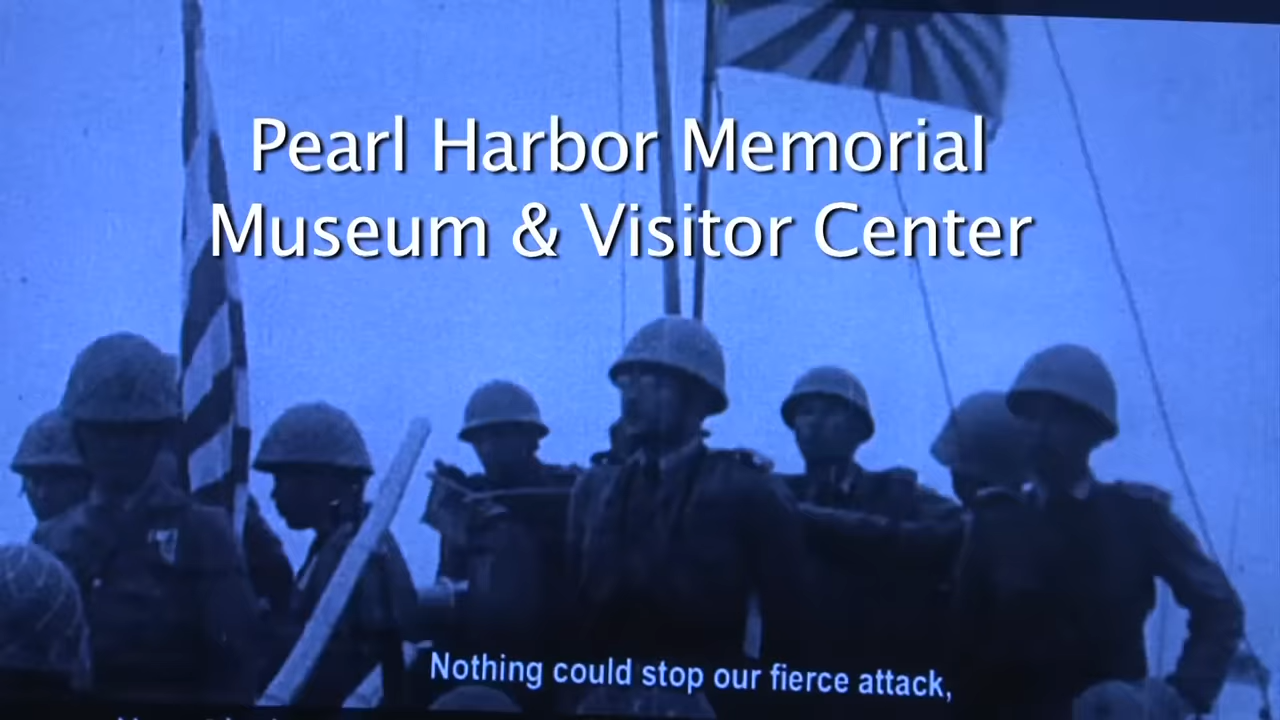 Pearl Harbor Memorial
Museum & Visitor Center
Nothing could stop our fierce attack,